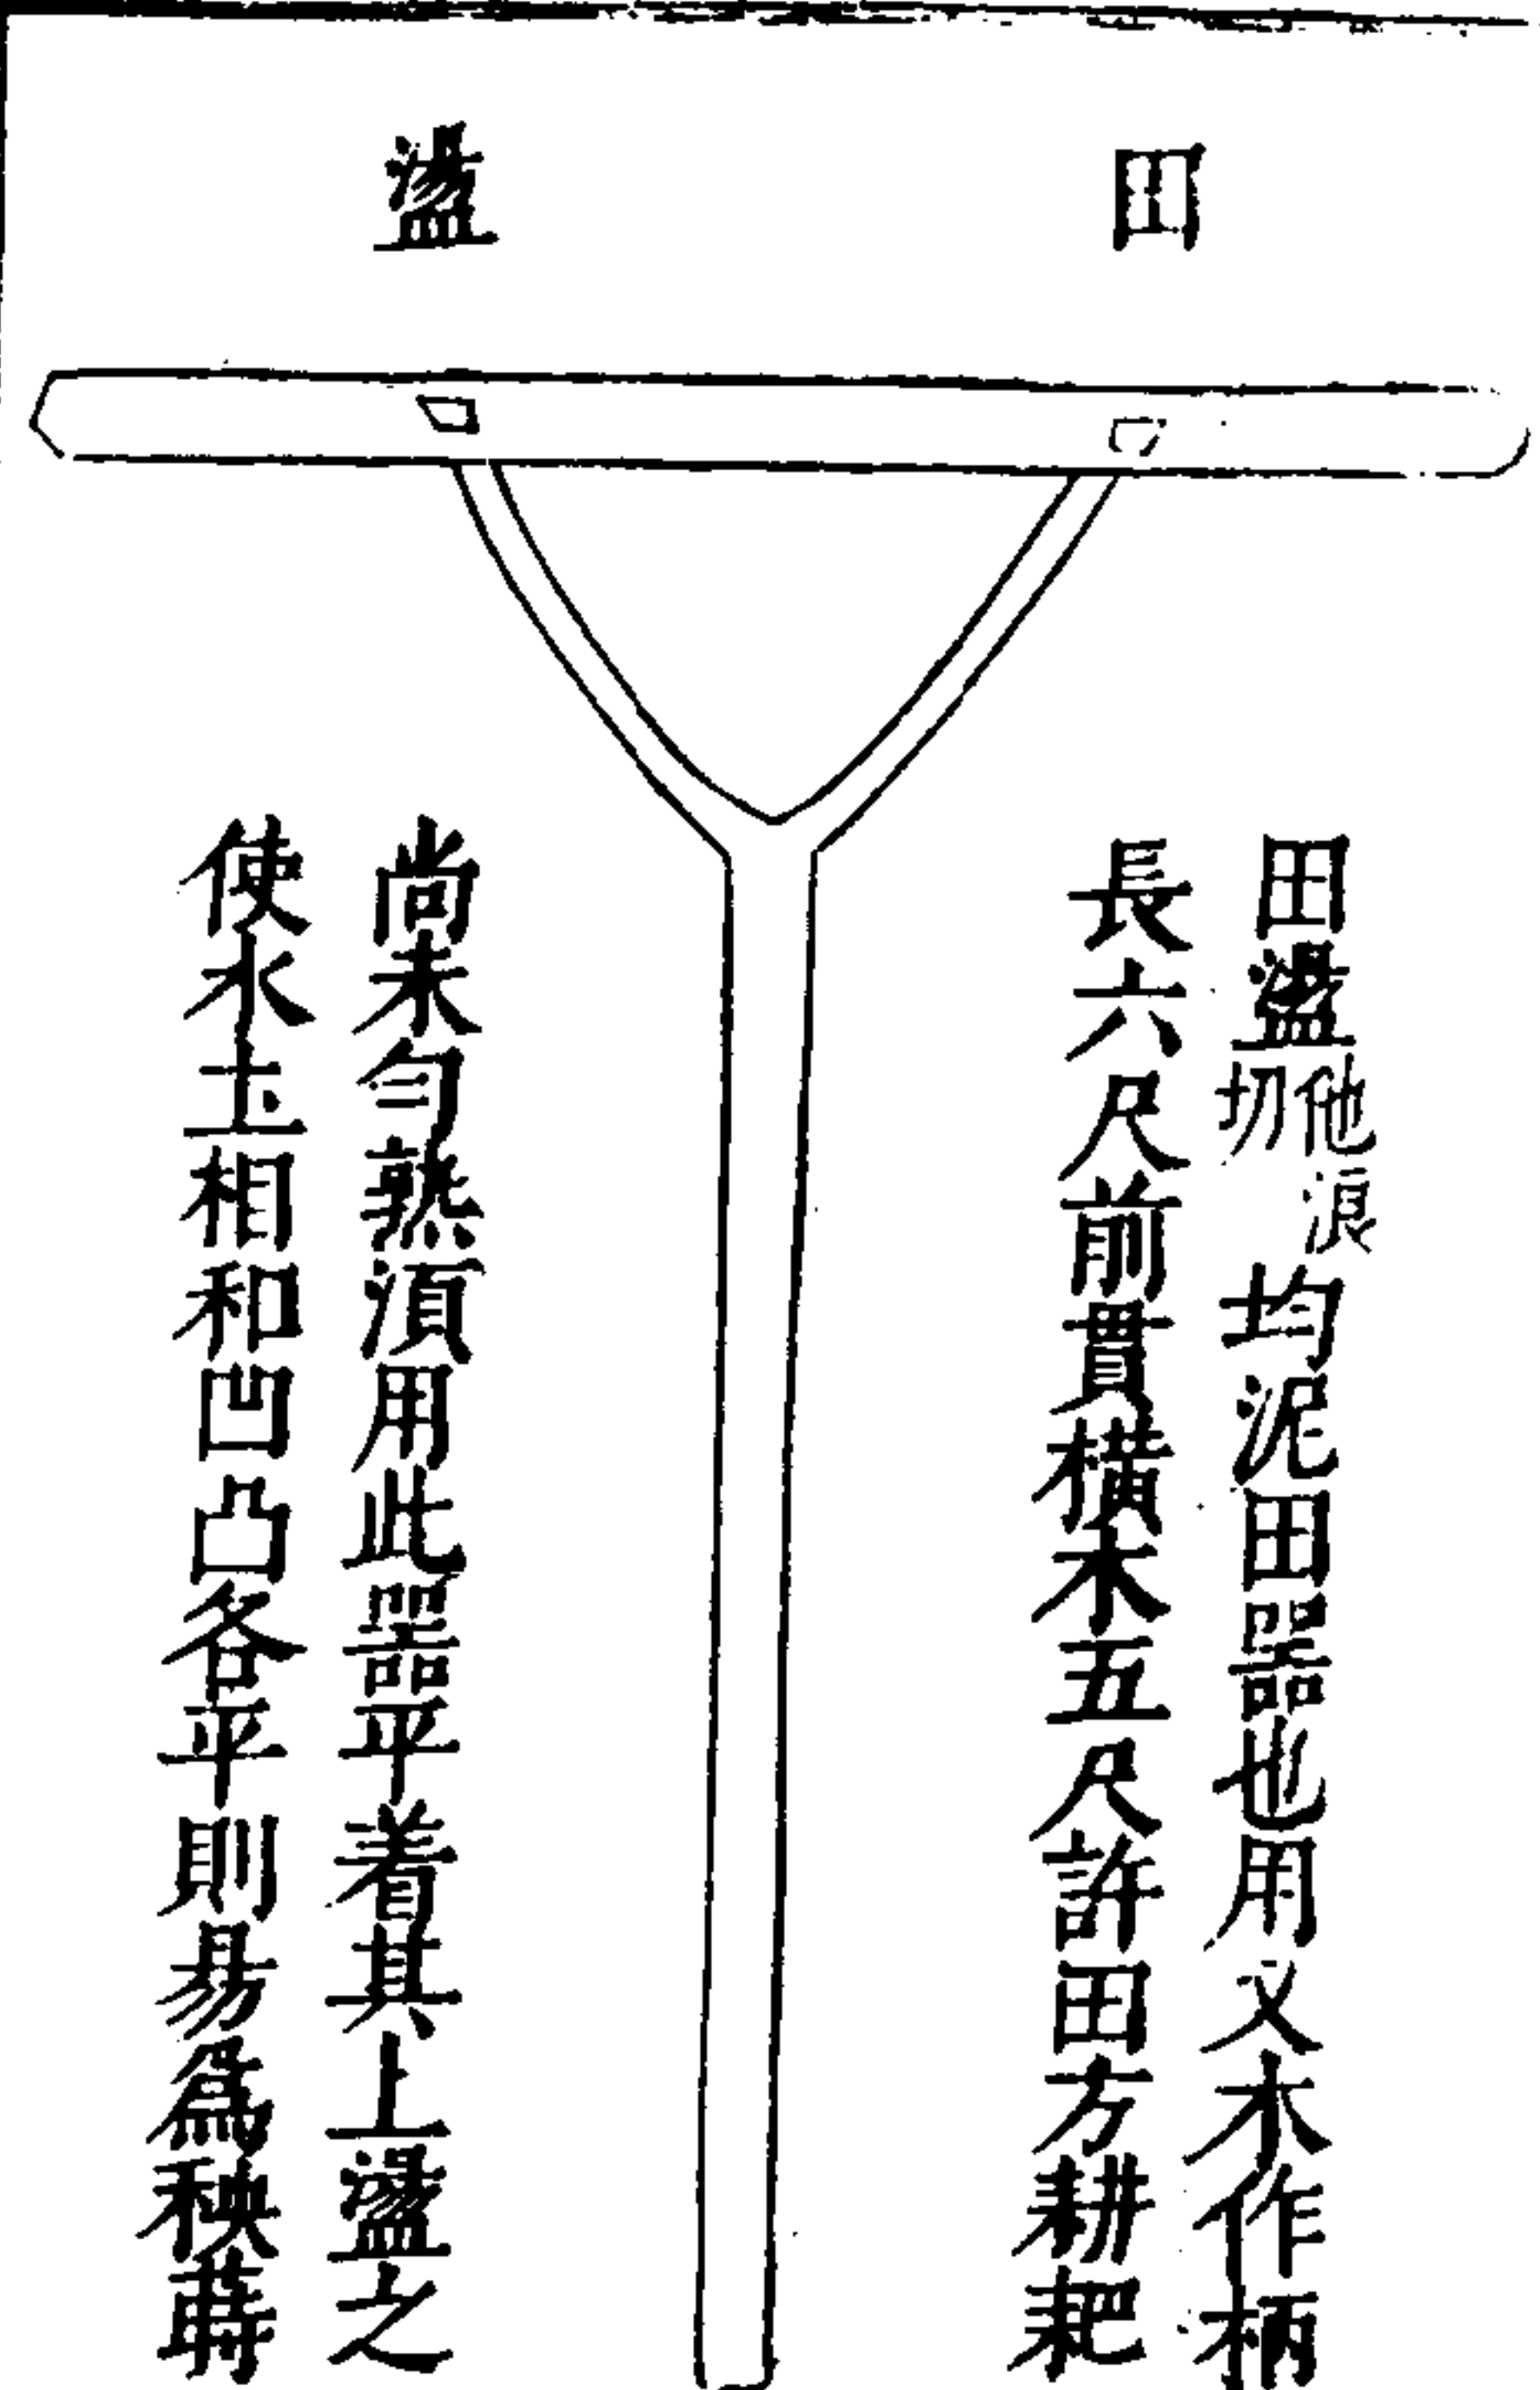 田盪
田盪他浪切均泥田器也用叉木作柄
長六尺前貫橫木五尺許田方耕耙
尚未勻熟須用此器平着其上盪之
使水土相和凹凸各平則易爲秧蒔